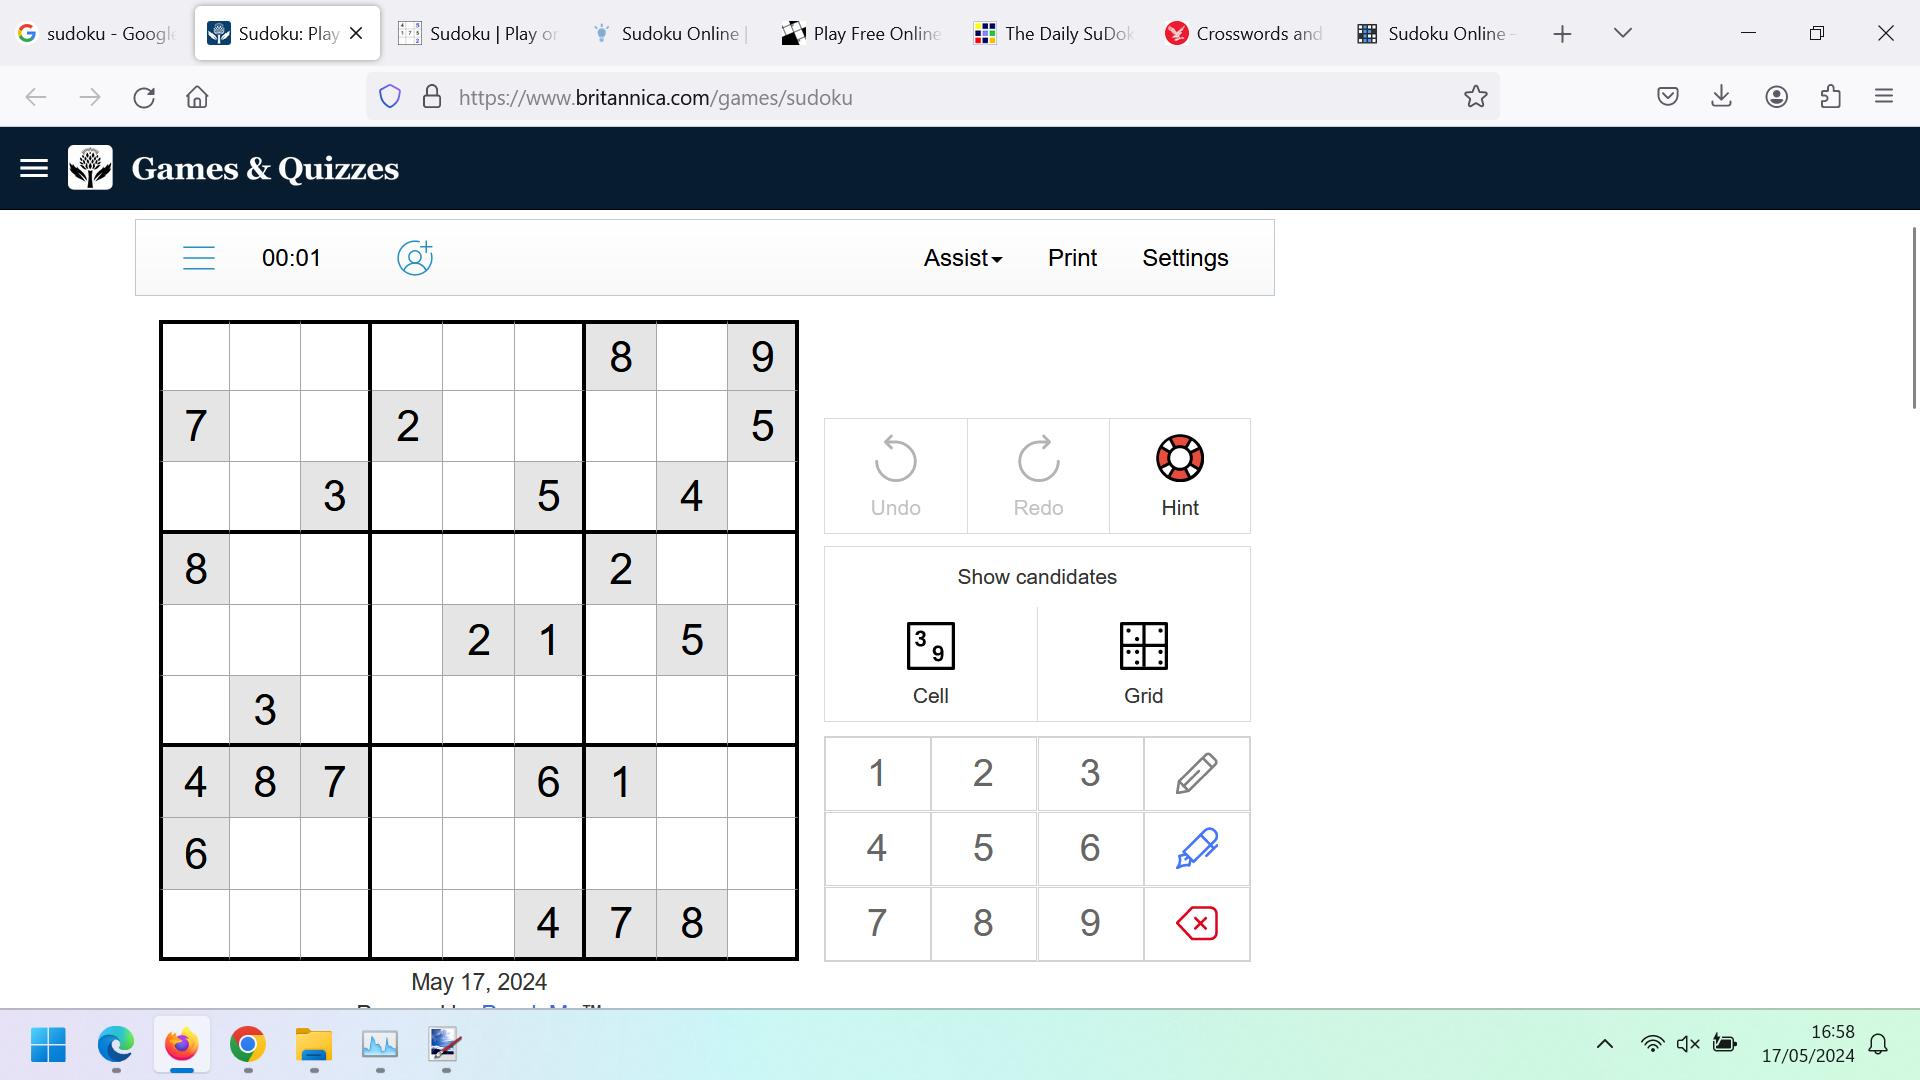 sudoku - Google
Sudoku: Play
Sudoku | Play or
Sudoku Online |
Play Free Online
The Daily SuDok
Crosswords and
Sudoku Online -
https://www.britannica.com/games/sudoku
Games & Quizzes
00:01
Assist
Print
Settings
8 9
7 2 5
3 5 4
8 2
2 1 5
3
4 8 7 6 1
6
4 7 8
May 17, 2024
Undo
Redo
Hint
Show candidates
3
9
Cell
Grid
1 2 3
4 5 6
7 8 9
16:58
17/05/2024